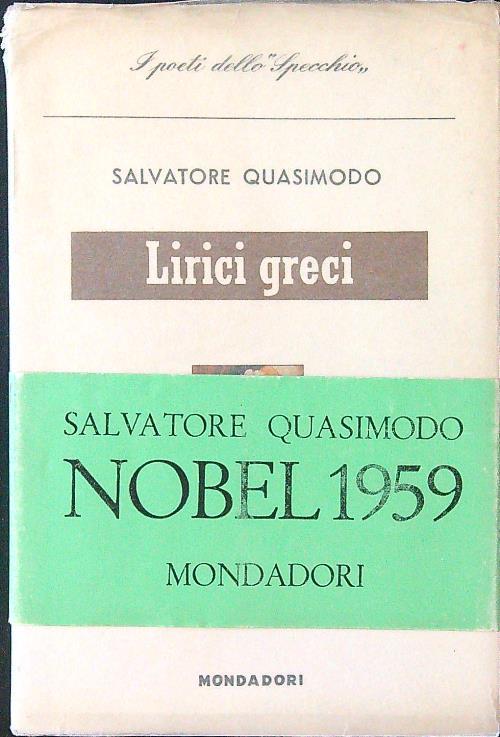 I poeti dello "Specchio„
SALVATORE QUASIMODO
Lirici greci
SALVATORE QUASIMODO
NOBEL 1959
MONDADORI
MONDADORI